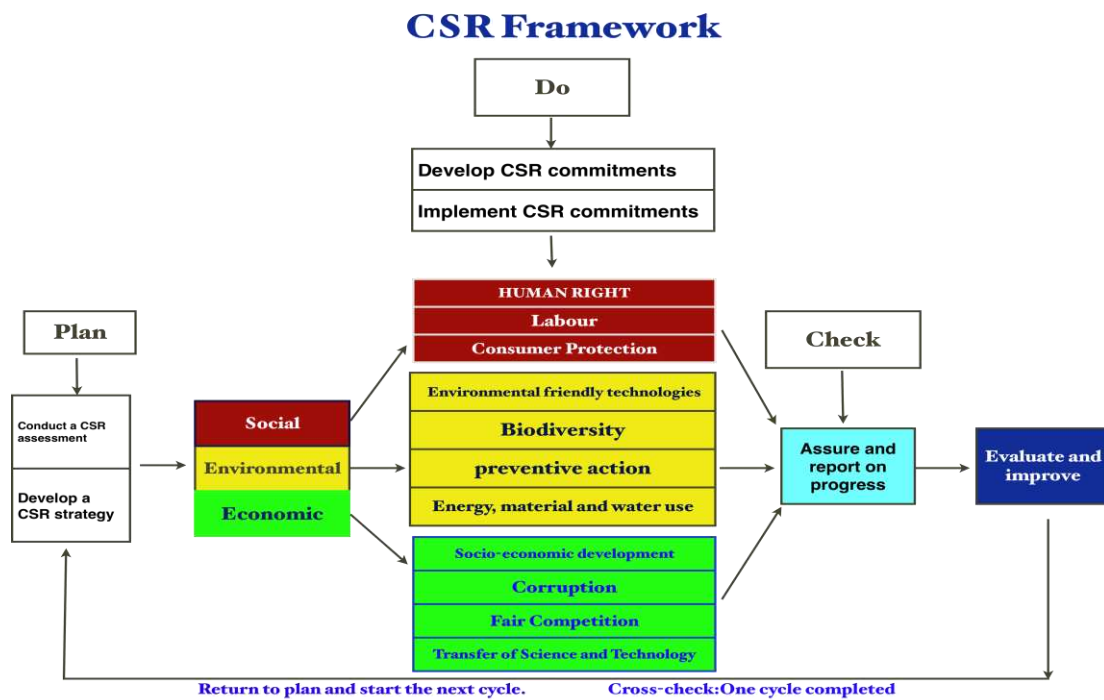 CSR Framework
Do
Develop CSR commitments
Implement CSR commitments
Plan
Conduct a CSR
assessment
Develop a
CSR strategy
Social
Environmental
Economic
HUMAN RIGHT
Labour
Consumer Protection
Environmental friendly technologies
Biodiversity
preventive action
Energy, material and water use
Socio-economic development
Corruption
Fair Competition
Transfer of Science and Technology
Check
Assure and
report on
progress
Evaluate and
improve
Return to plan and start the next cycle.
Cross-check:One cycle completed